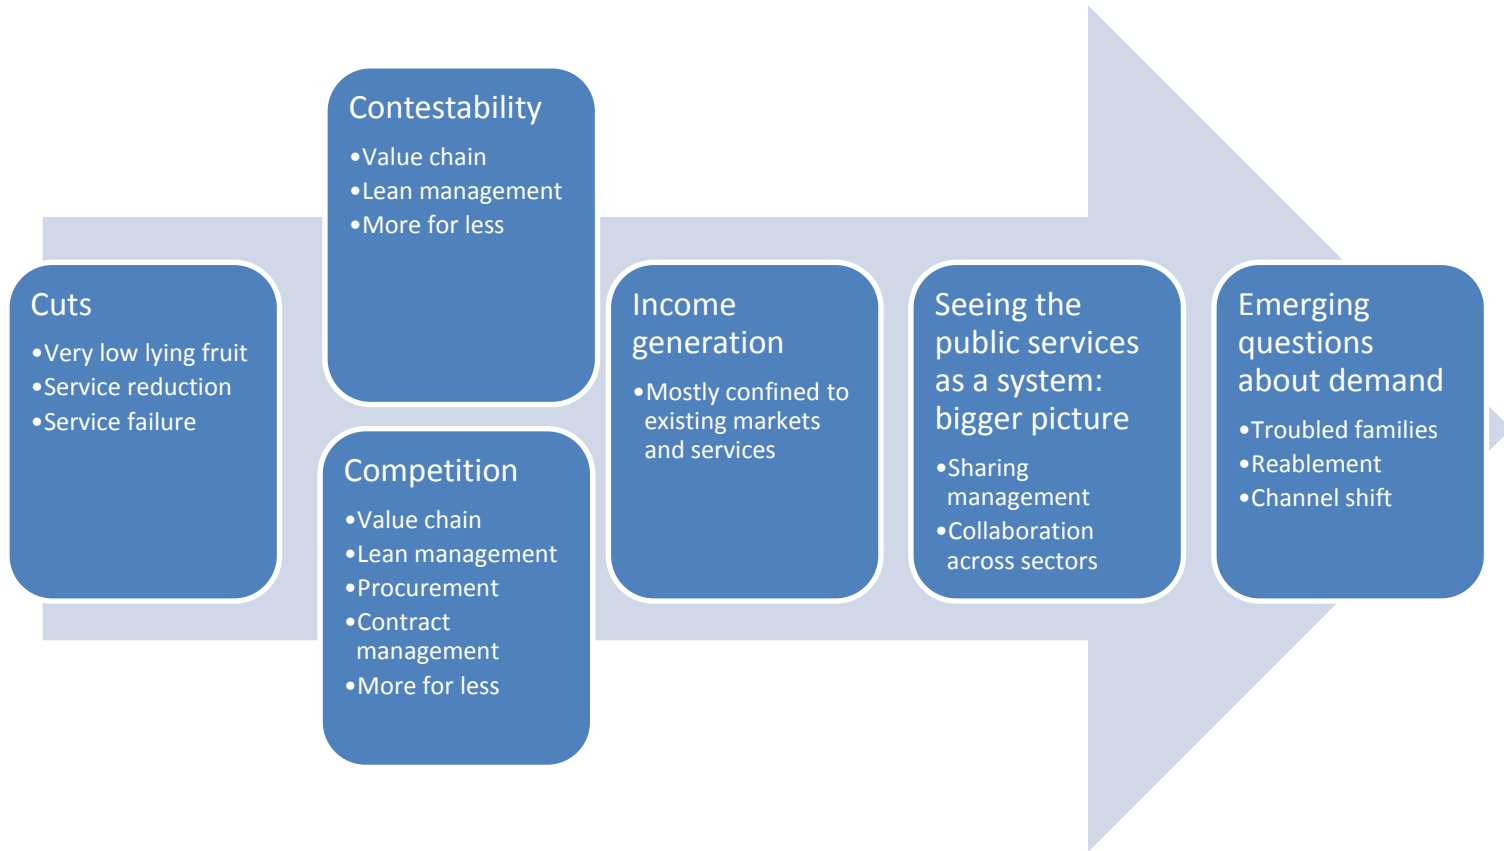 Cuts
•Very low lying fruit
•Service reduction
•Service failure
Contestability
•Value chain
•Lean management
•More for less
Competition
•Value chain
•Lean management
•Procurement
•Contract
management
•More for less
Income
generation
•Mostly confined to
existing markets
and services
Seeing the
public services
as a system:
bigger picture
•Sharing
management
•Collaboration
across sectors
Emerging
questions
about demand
•Troubled families
•Reablement
•Channel shift